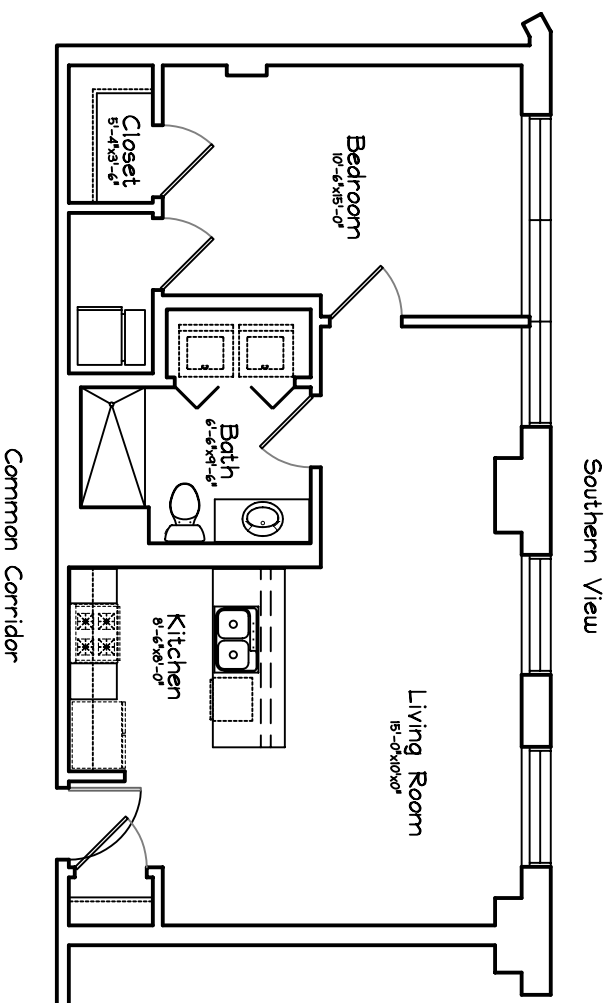 Southern View
Bedroom
10'-6"x15'-0"
Closet
5'-4"x3'-6"
Bath
6'-6"x9'-6"
Living Room
15'-0"x10'x0"
Kitchen
8'-6"x8'-0"
Common Corridor